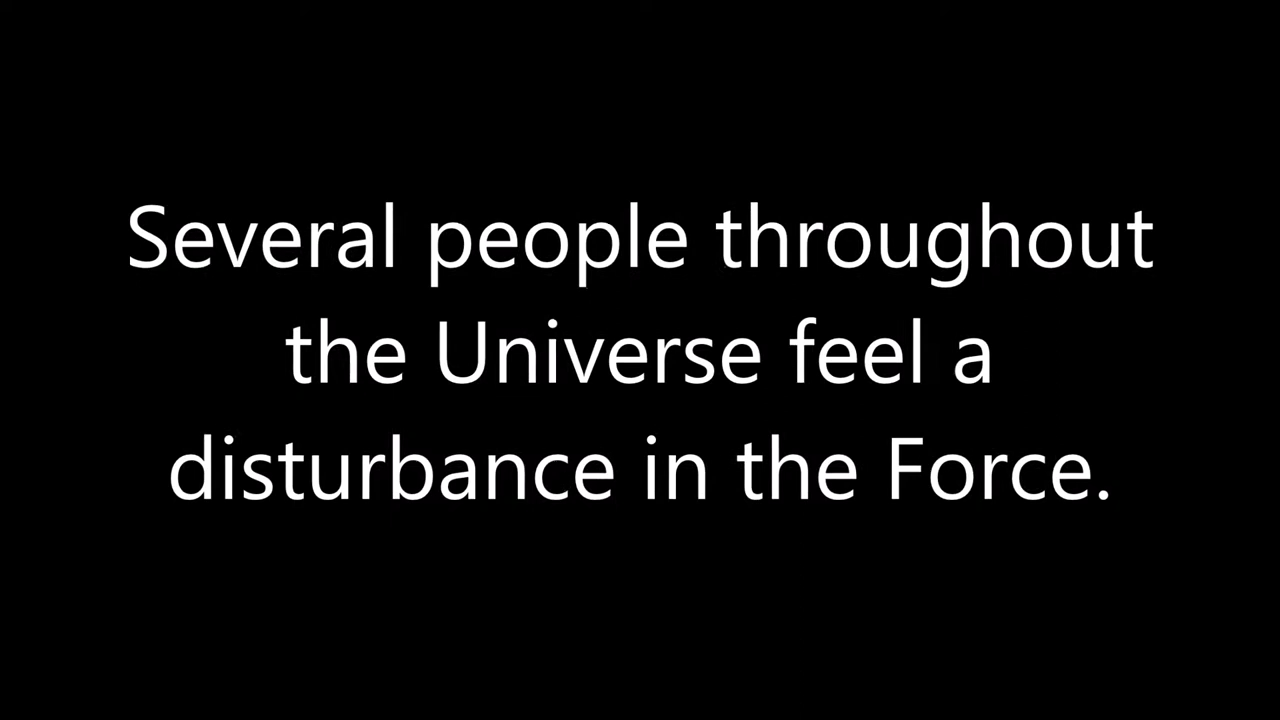 Several people throughout
the Universe feel a
disturbance in the Force.